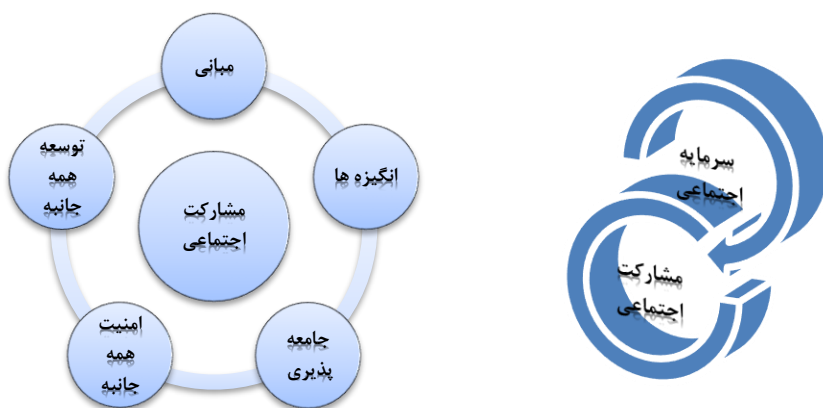 مبانی
انگیزه ها
جامعه
پذیری
امنیت
همه
جانبه
توسعه
همه
جانبه
مشارکت
اجتماعی
سرمایه
اجتماعی
مشارکت
اجتماعی